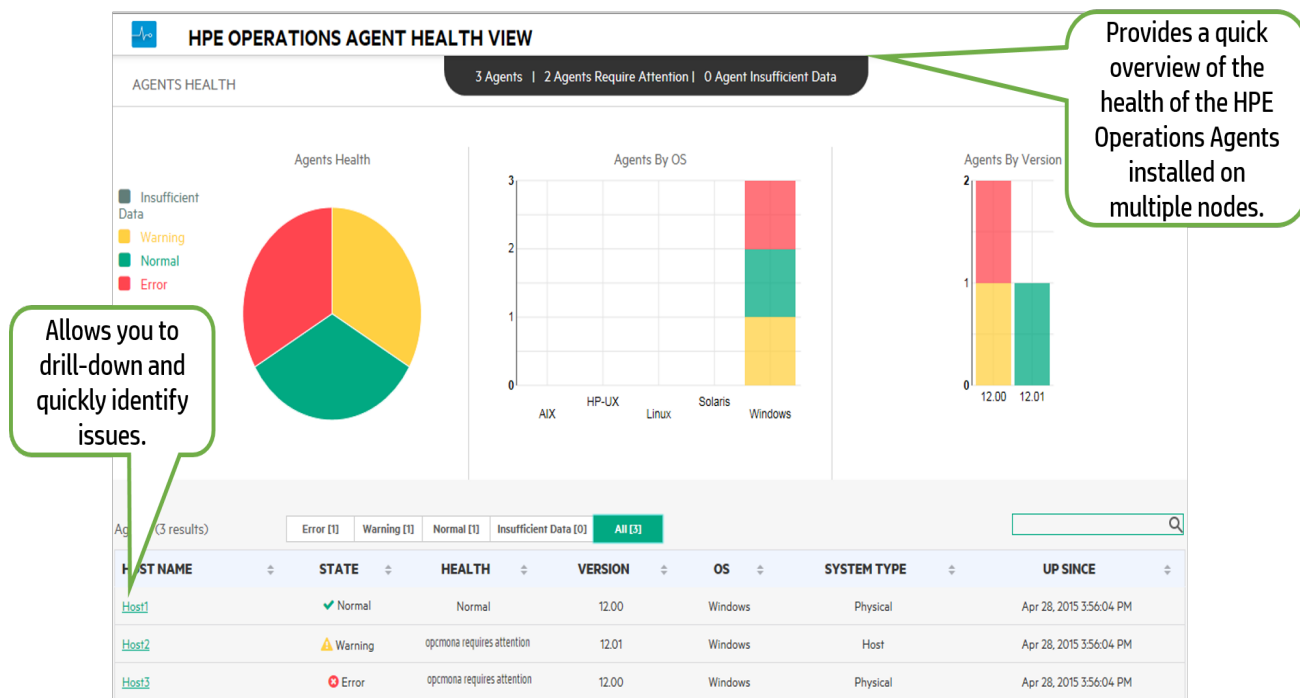 HPE OPERATIONS AGENT HEALTH VIEW
Provides a quick
overview of the
health of the HPE
Operations Agents
installed on
multiple nodes.
AGENTS HEALTH
3 Agents | 2 Agents Require Attention | 0 Agent Insufficient Data
Agents Health
Insufficient
Data
Warning
Normal
Error
Agents By OS
3
2
1
0
AIX
HP-UX
Linux
Solaris
Windows
Agents By Version
2
1
0
12.00
12.01
Allows you to
drill-down and
quickly identify
issues.
(3 results)
Error [1]
Warning [1]
Normal [1]
Insufficient Data [0]
All [3]
HOST NAME STATE HEALTH VERSION OS SYSTEM TYPE UP SINCE
Host1 Normal Normal 12.00 Windows Physical Apr 28, 2015 3:56:04 PM
Host2 Warning opcmona requires attention 12.01 Windows Host Apr 28, 2015 3:56:04 PM
Host3 Error opcmona requires attention 12.00 Windows Physical Apr 28, 2015 3:56:04 PM